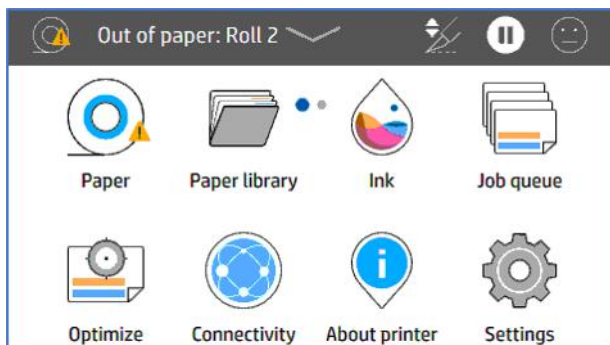 Out of paper: Roll 2
Paper Paper library Ink Job queue
Optimize Connectivity About printer Settings